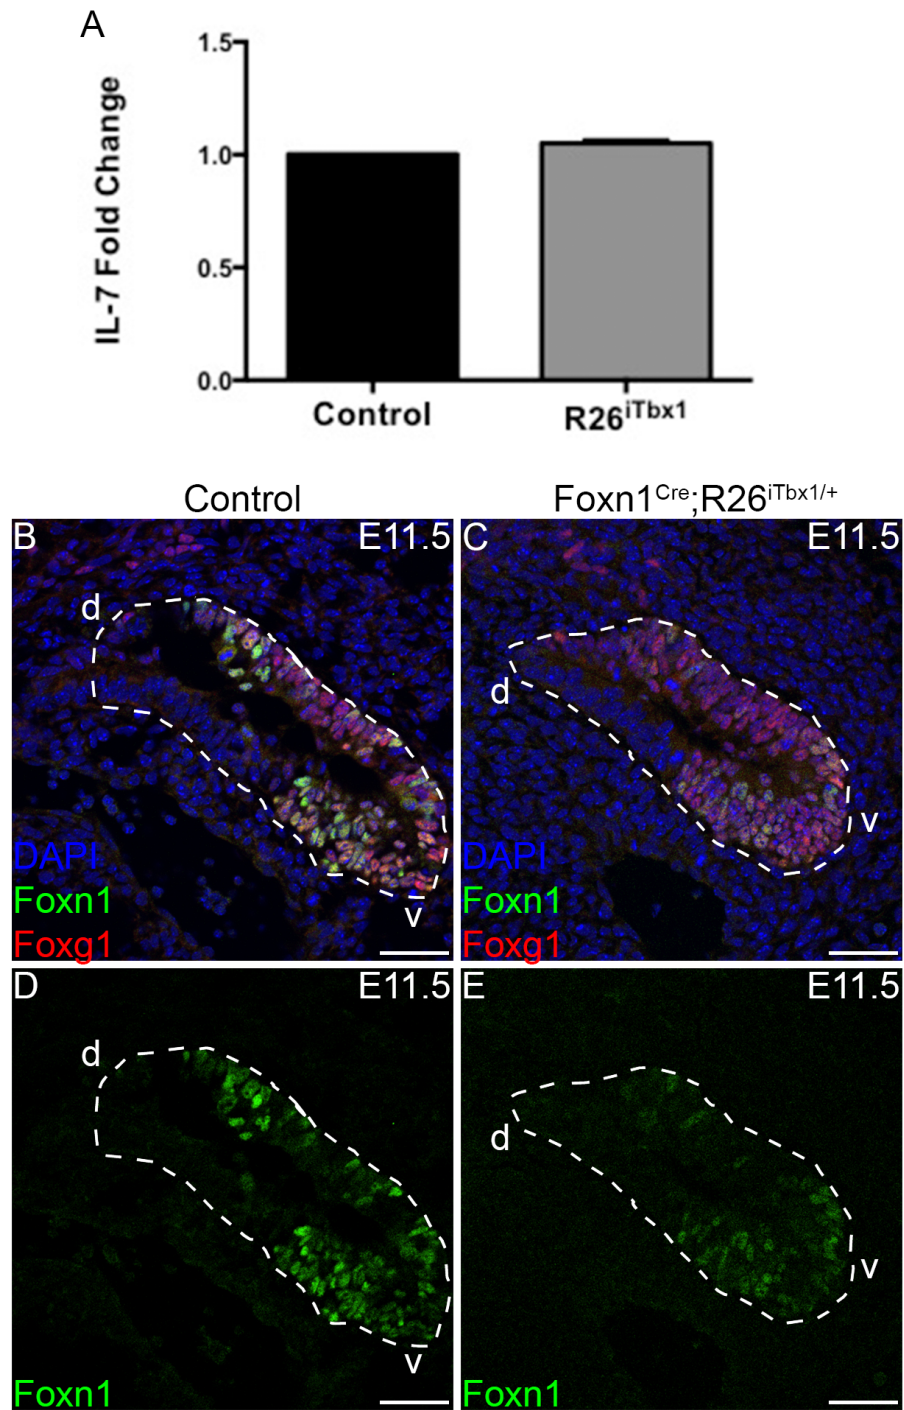 A
1.5
1.0
0.5
0.0
IL-7 Fold Change
Control
R26iTbx1
Control
Foxn1Cre;R26iTbx1/+
B
E11.5
C
E11.5
d
d
v
v
DAPI
Foxn1
Foxg1
DAPI
Foxn1
Foxg1
D
E11.5
E
E11.5
d
d
v
v
Foxn1
Foxn1